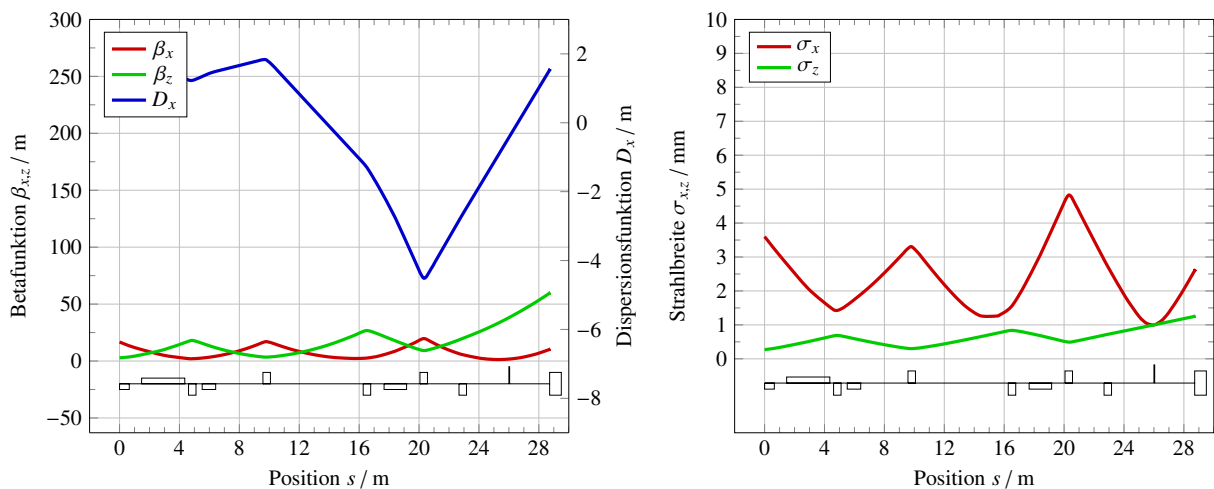 300
250
200
150
100
50
0
−50
0 4 8 12 16 20 24 28
Position s / m
Betafunktion βx,z / m
βx
βz
Dx
2
0
−2
−4
−6
−8
Dispersionsfunktion Dx / m
10
9
8
7
6
5
4
3
2
1
0
0 4 8 12 16 20 24 28
Position s / m
Strahlbreite σx,z / mm
σx
σz